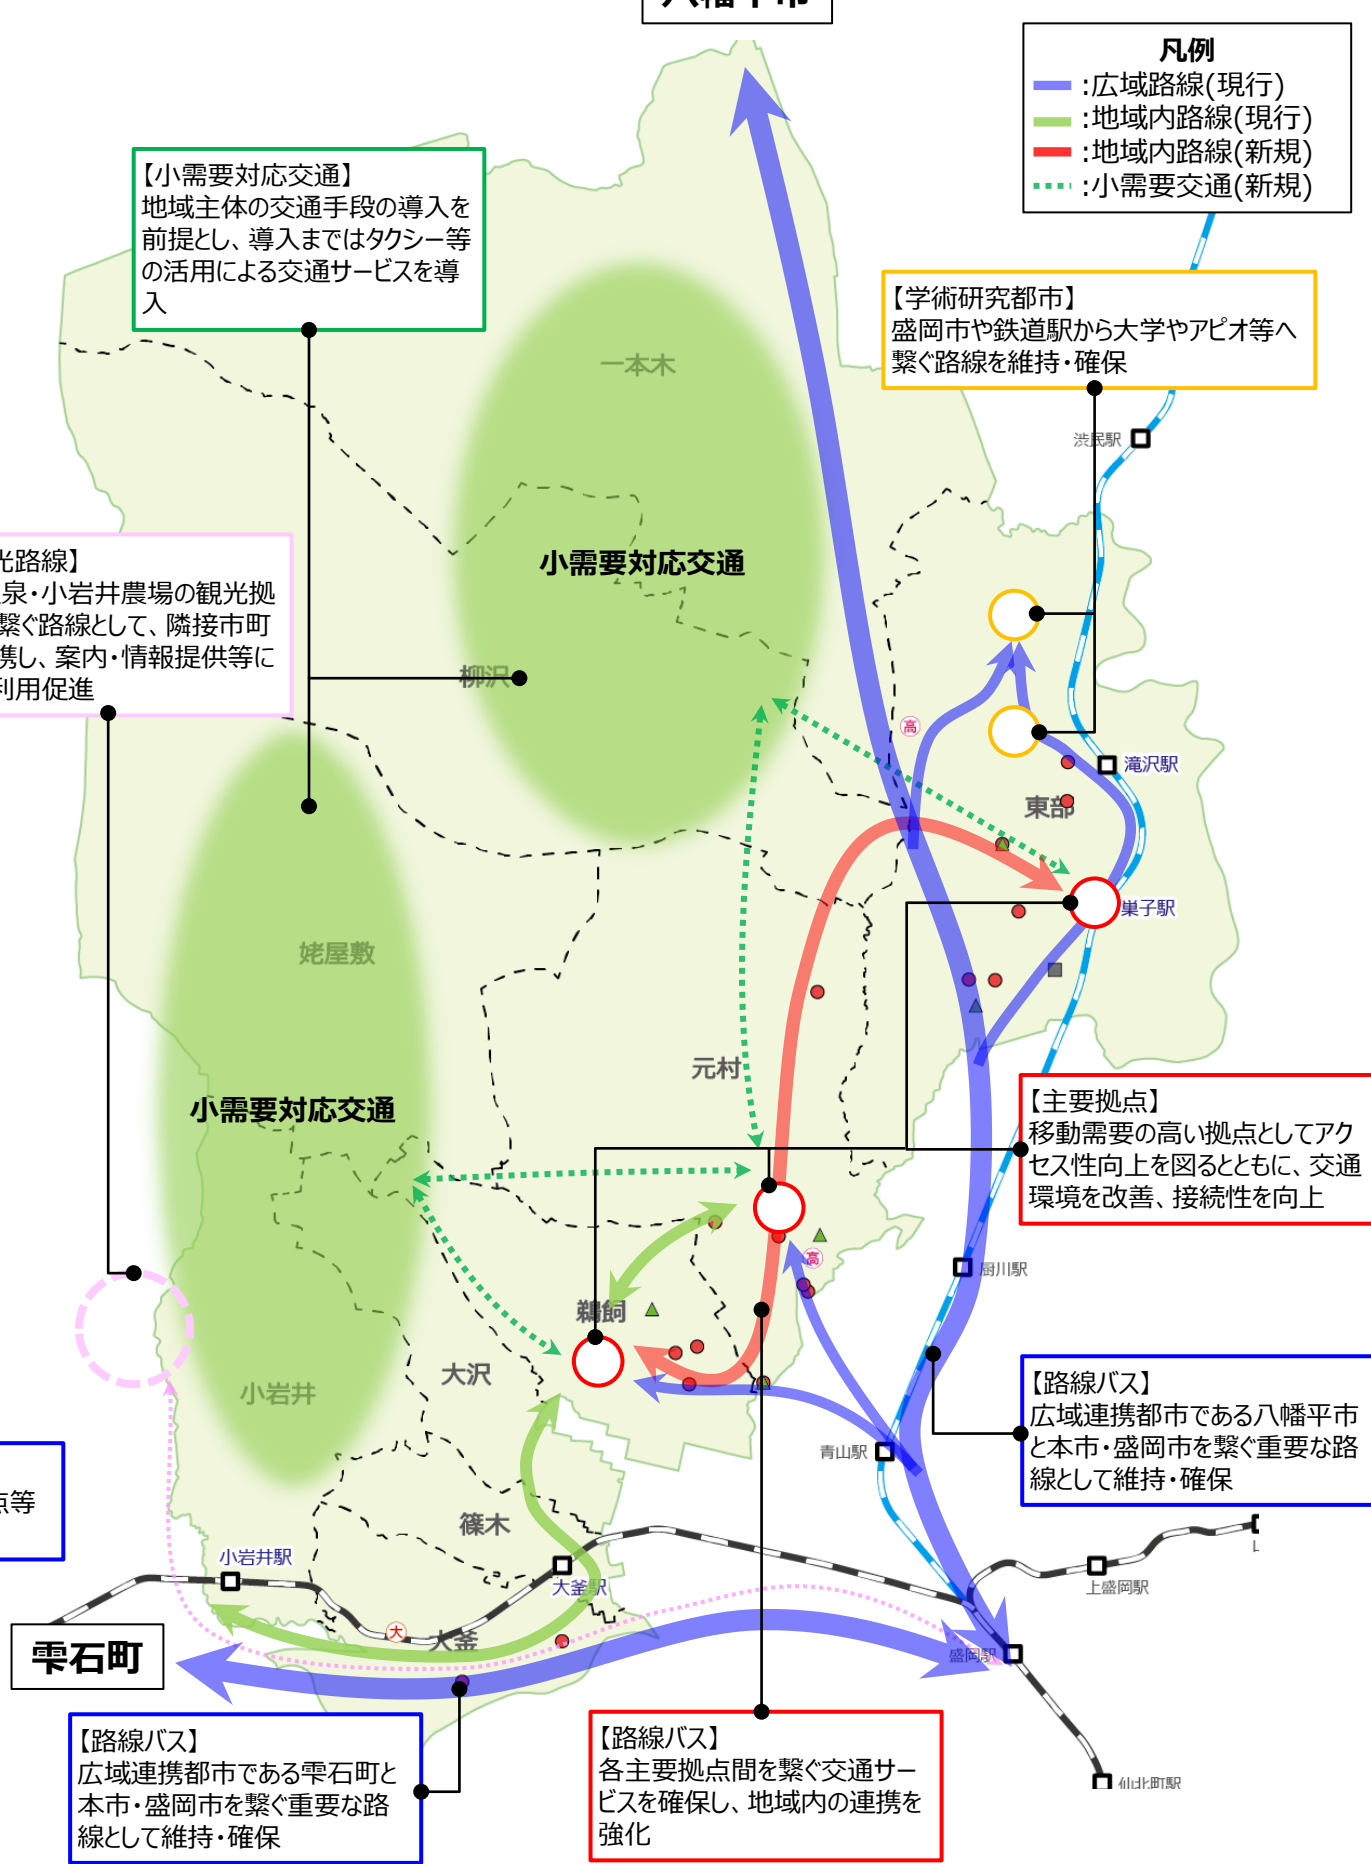 八幡平市
凡例
:広域路線(現行)
:地域内路線(現行)
:地域内路線(新規)
:小需要交通(新規)
【小需要対応交通】
地域主体の交通手段の導入を
前提とし、導入まではタクシー等
の活用による交通サービスを導
入
【学術研究都市】
盛岡市や鉄道駅から大学やアピオ等へ
繋ぐ路線を維持・確保
一本木
渋民駅
小需要対応交通
光路線】
泉・小岩井農場の観光拠
繋ぐ路線として、隣接市町
携し、案内・情報提供等に
利用促進
柳沢
高
滝沢駅
東部
巣子駅
姥屋敷
元村
小需要対応交通
【主要拠点】
移動需要の高い拠点としてアク
セス性向上を図るとともに、交通
環境を改善、接続性を向上
高
厨川駅
鵜飼
大沢
小岩井
【路線バス】
広域連携都市である八幡平市
と本市・盛岡市を繋ぐ重要な路
線として維持・確保
青山駅
点等
篠木
小岩井駅
大釜駅
上盛岡駅
大
大釜
雫石町
盛岡駅
【路線バス】
広域連携都市である雫石町と
本市・盛岡市を繋ぐ重要な路
線として維持・確保
【路線バス】
各主要拠点間を繋ぐ交通サー
ビスを確保し、地域内の連携を
強化
仙北町駅